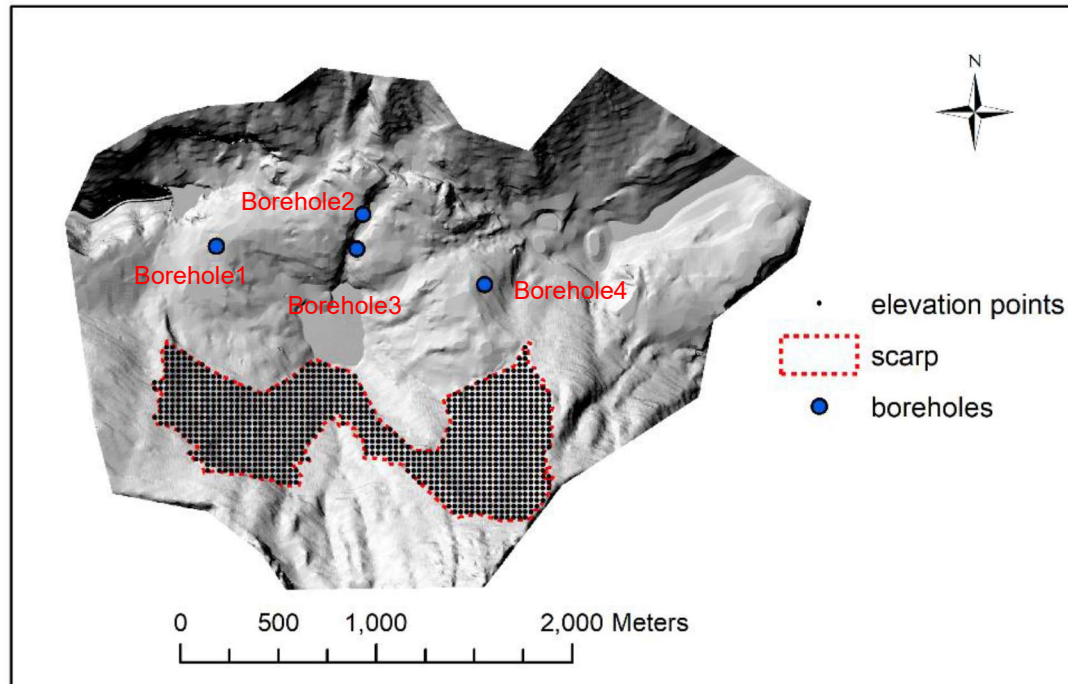 N
Borehole2
Borehole1
Borehole3
Borehole4
elevation points
scarp
boreholes
0 500 1,000 2,000 Meters